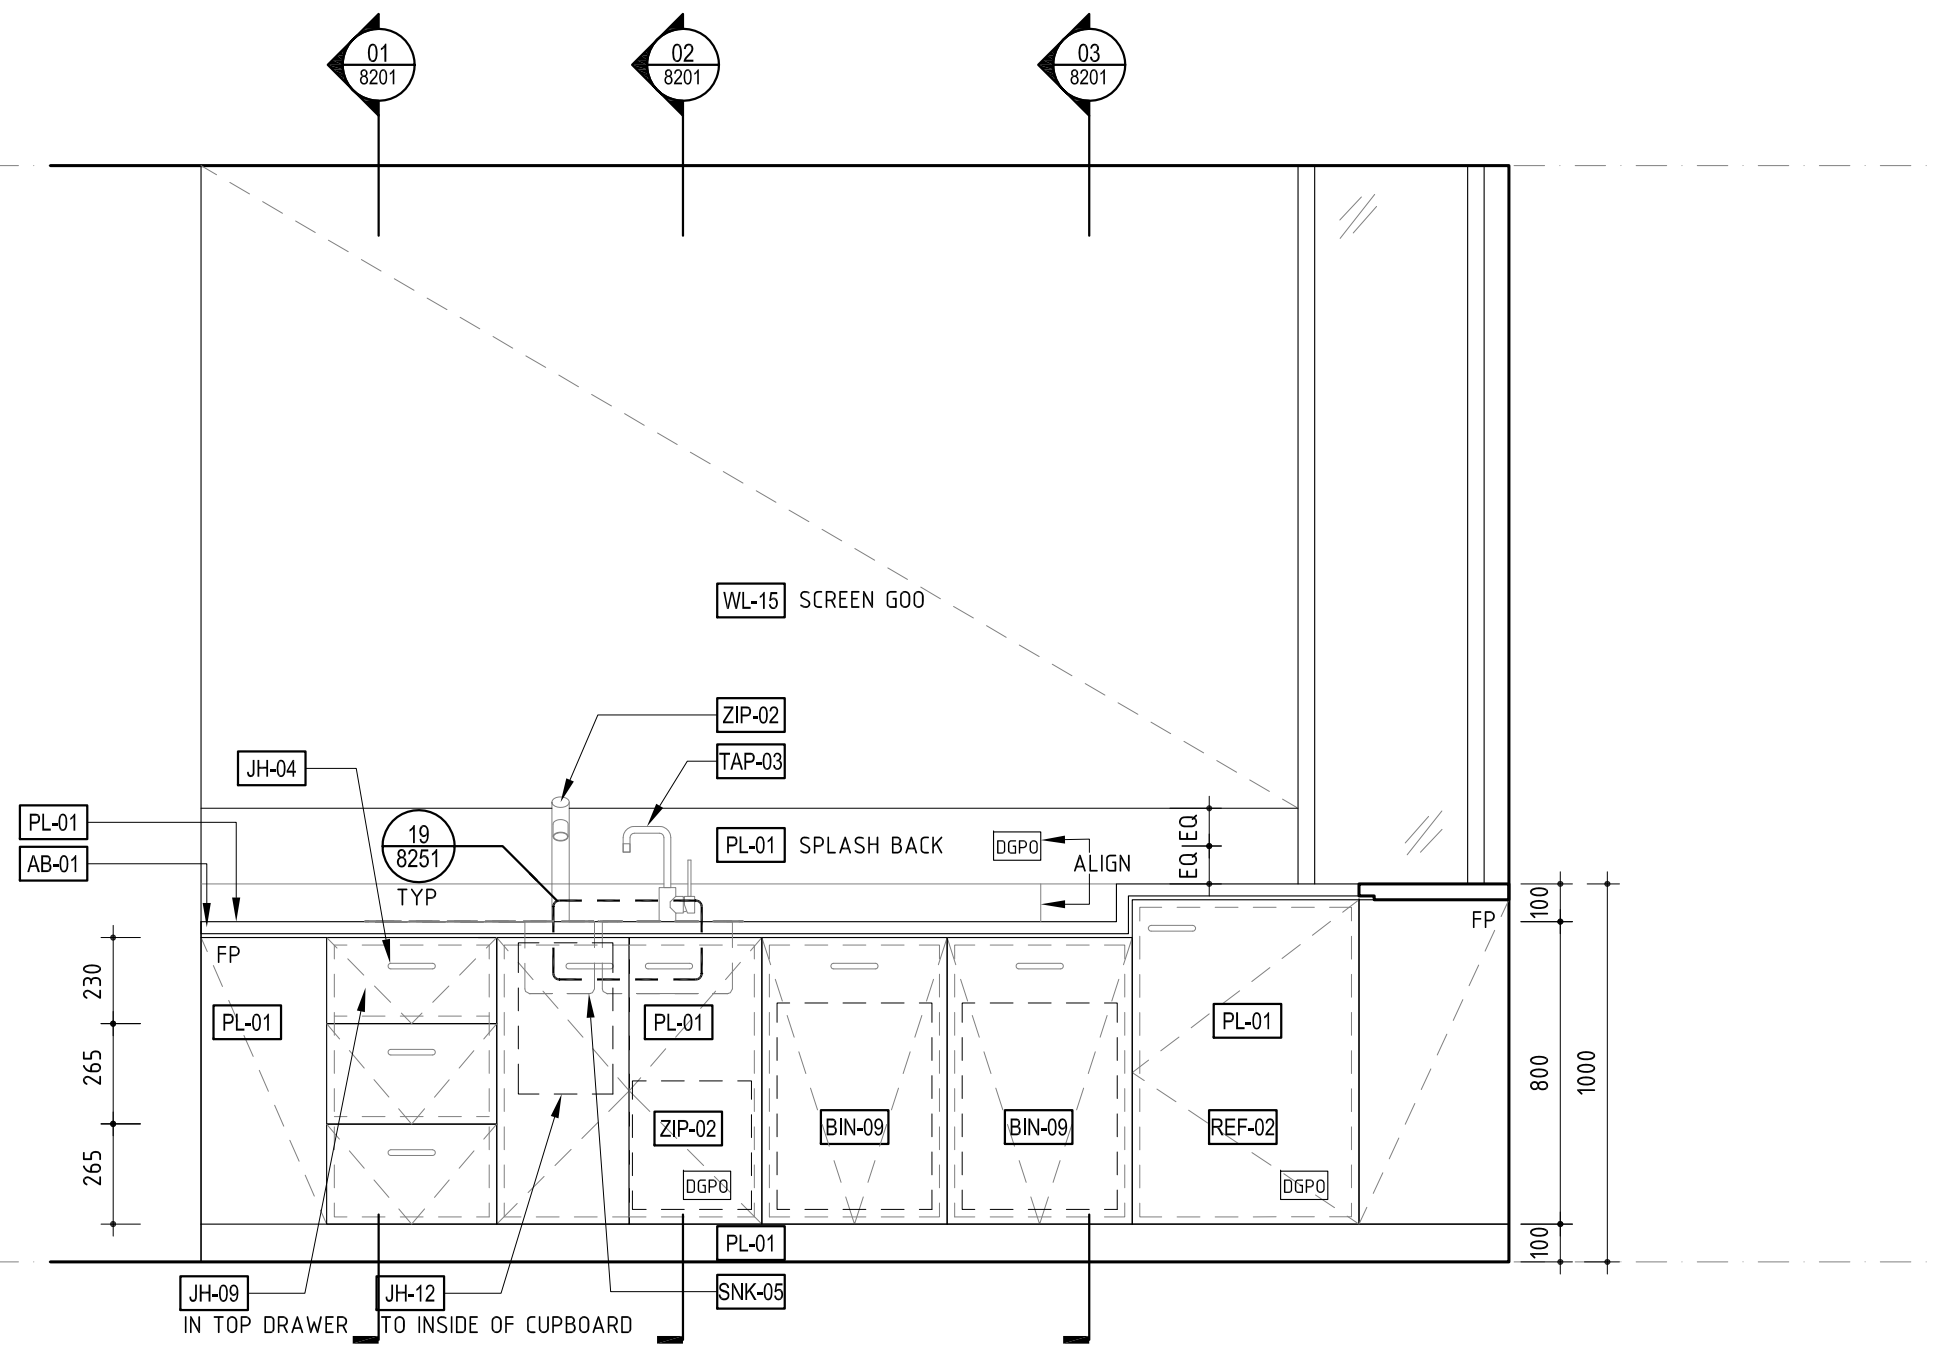 01
8201
02
8201
03
8201
WL-15 SCREEN GOO
ZIP-02
TAP-03
JH-04
PL-01
AB-01
19
8251
TYP
PL-01 SPLASH BACK
DGPO
ALIGN
EQ
EQ
100
FP
FP
230
265
265
PL-01
PL-01
PL-01
800
1000
ZIP-02
BIN-09
BIN-09
REF-02
DGPO
DGPO
PL-01
100
JH-09
IN TOP DRAWER
JH-12
TO INSIDE OF CUPBOARD
SNK-05